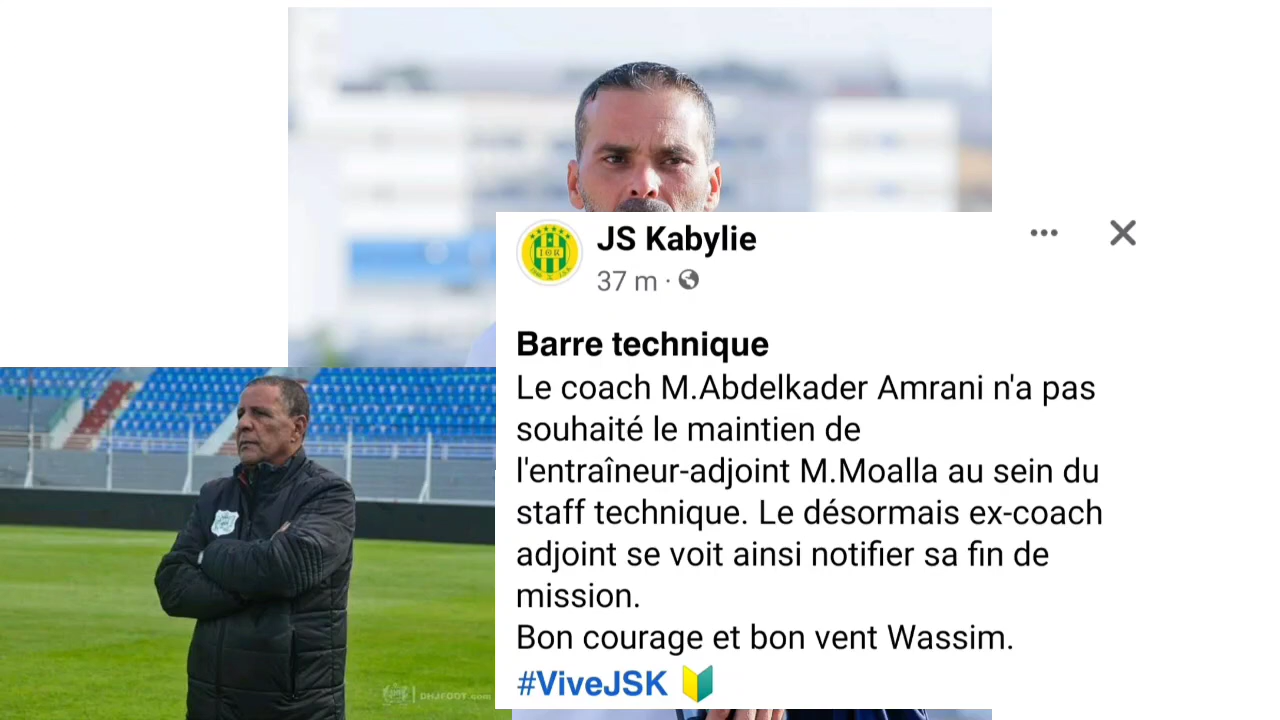 JS Kabylie
37 m ·
Barre technique
Le coach M.Abdelkader Amrani n'a pas
souhaité le maintien de
l'entraîneur-adjoint M.Moalla au sein du
staff technique. Le désormais ex-coach
adjoint se voit ainsi notifier sa fin de
mission.
Bon courage et bon vent Wassim.
#ViveJSK
DHJFOOT.com